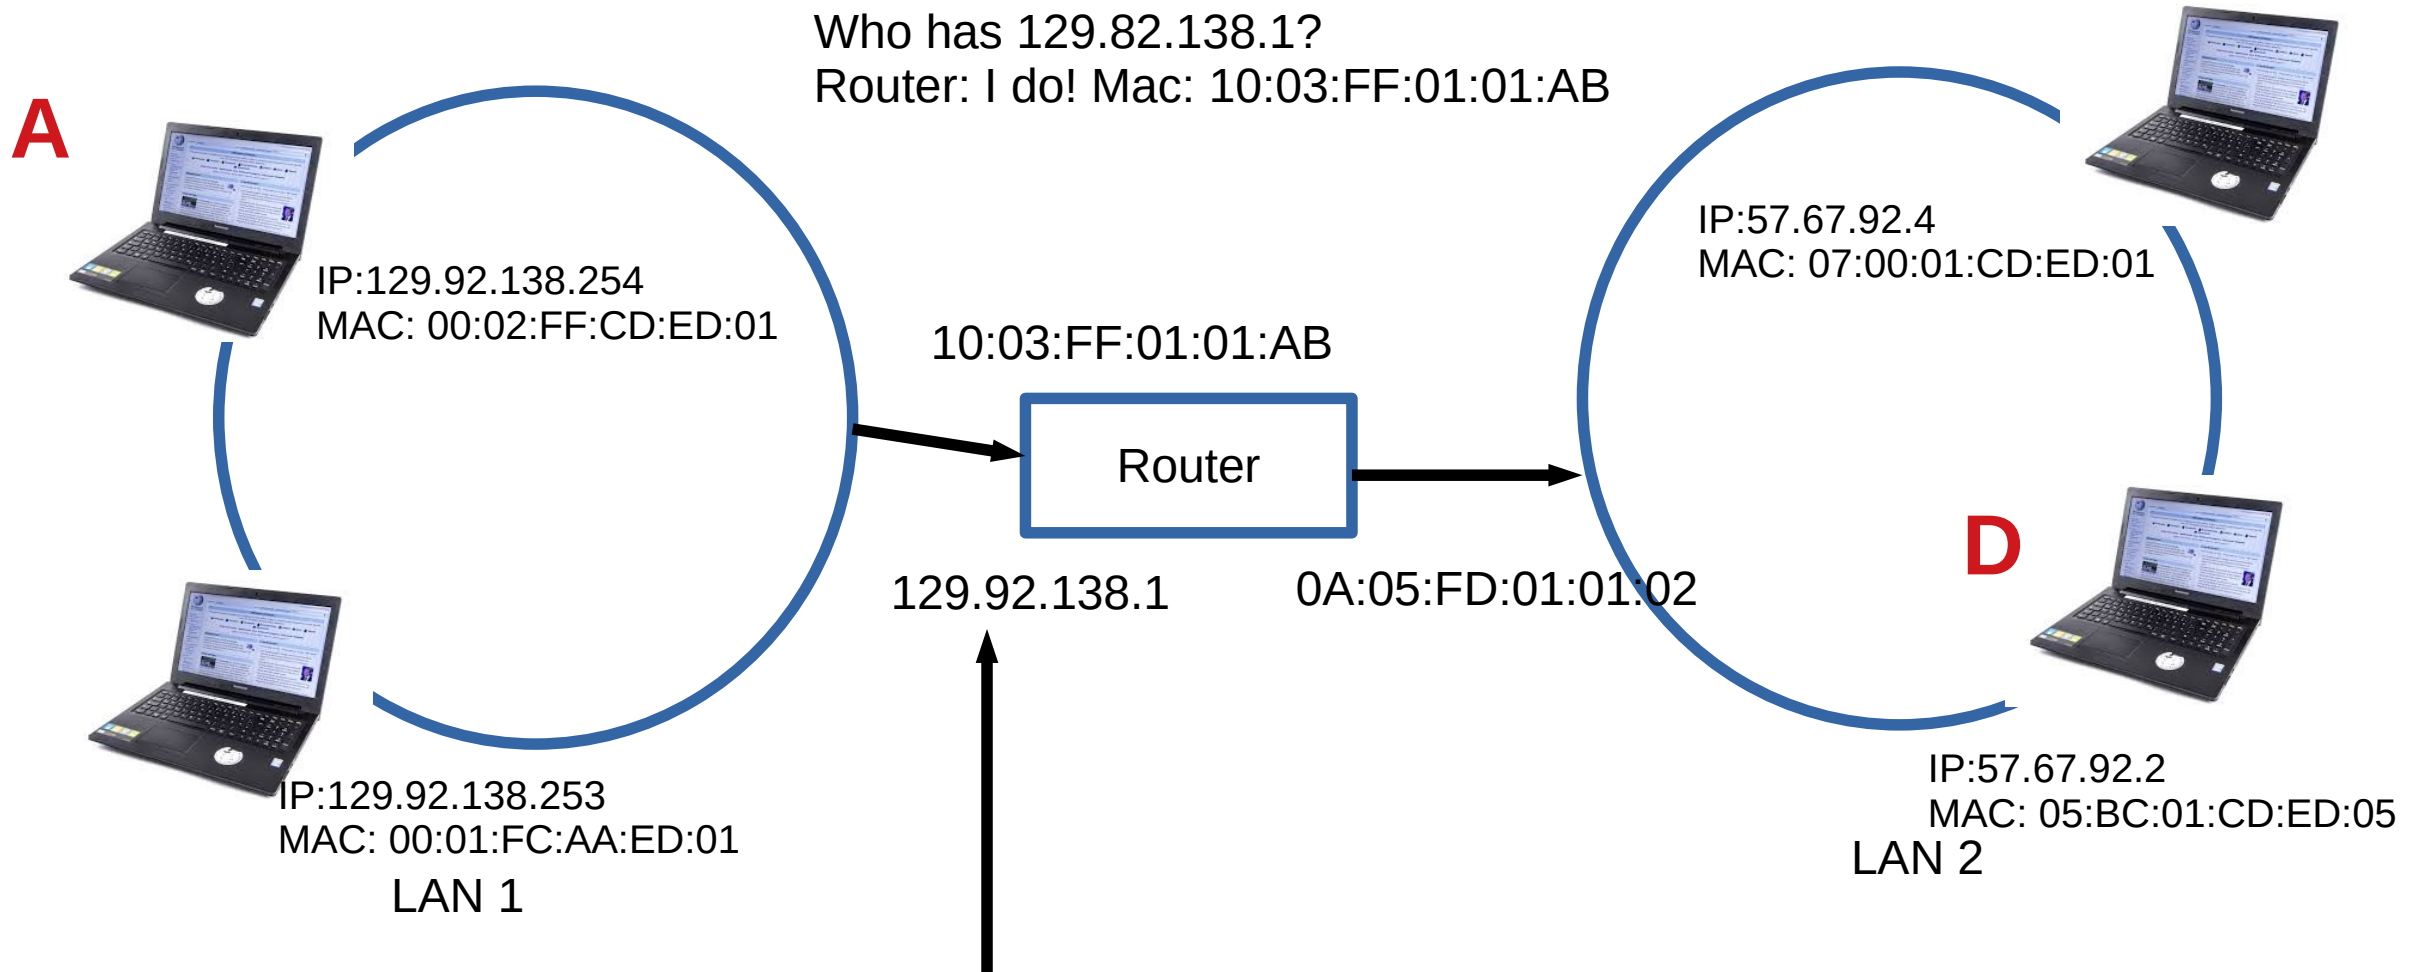 Who has 129.82.138.1?
Router: I do! Mac: 10:03:FF:01:01:AB
A
IP:129.92.138.254
MAC: 00:02:FF:CD:ED:01
IP:57.67.92.4
MAC: 07:00:01:CD:ED:01
10:03:FF:01:01:AB
Router
129.92.138.1
0A:05:FD:01:01:02
D
IP:129.92.138.253
MAC: 00:01:FC:AA:ED:01
LAN 1
IP:57.67.92.2
MAC: 05:BC:01:CD:ED:05
LAN 2